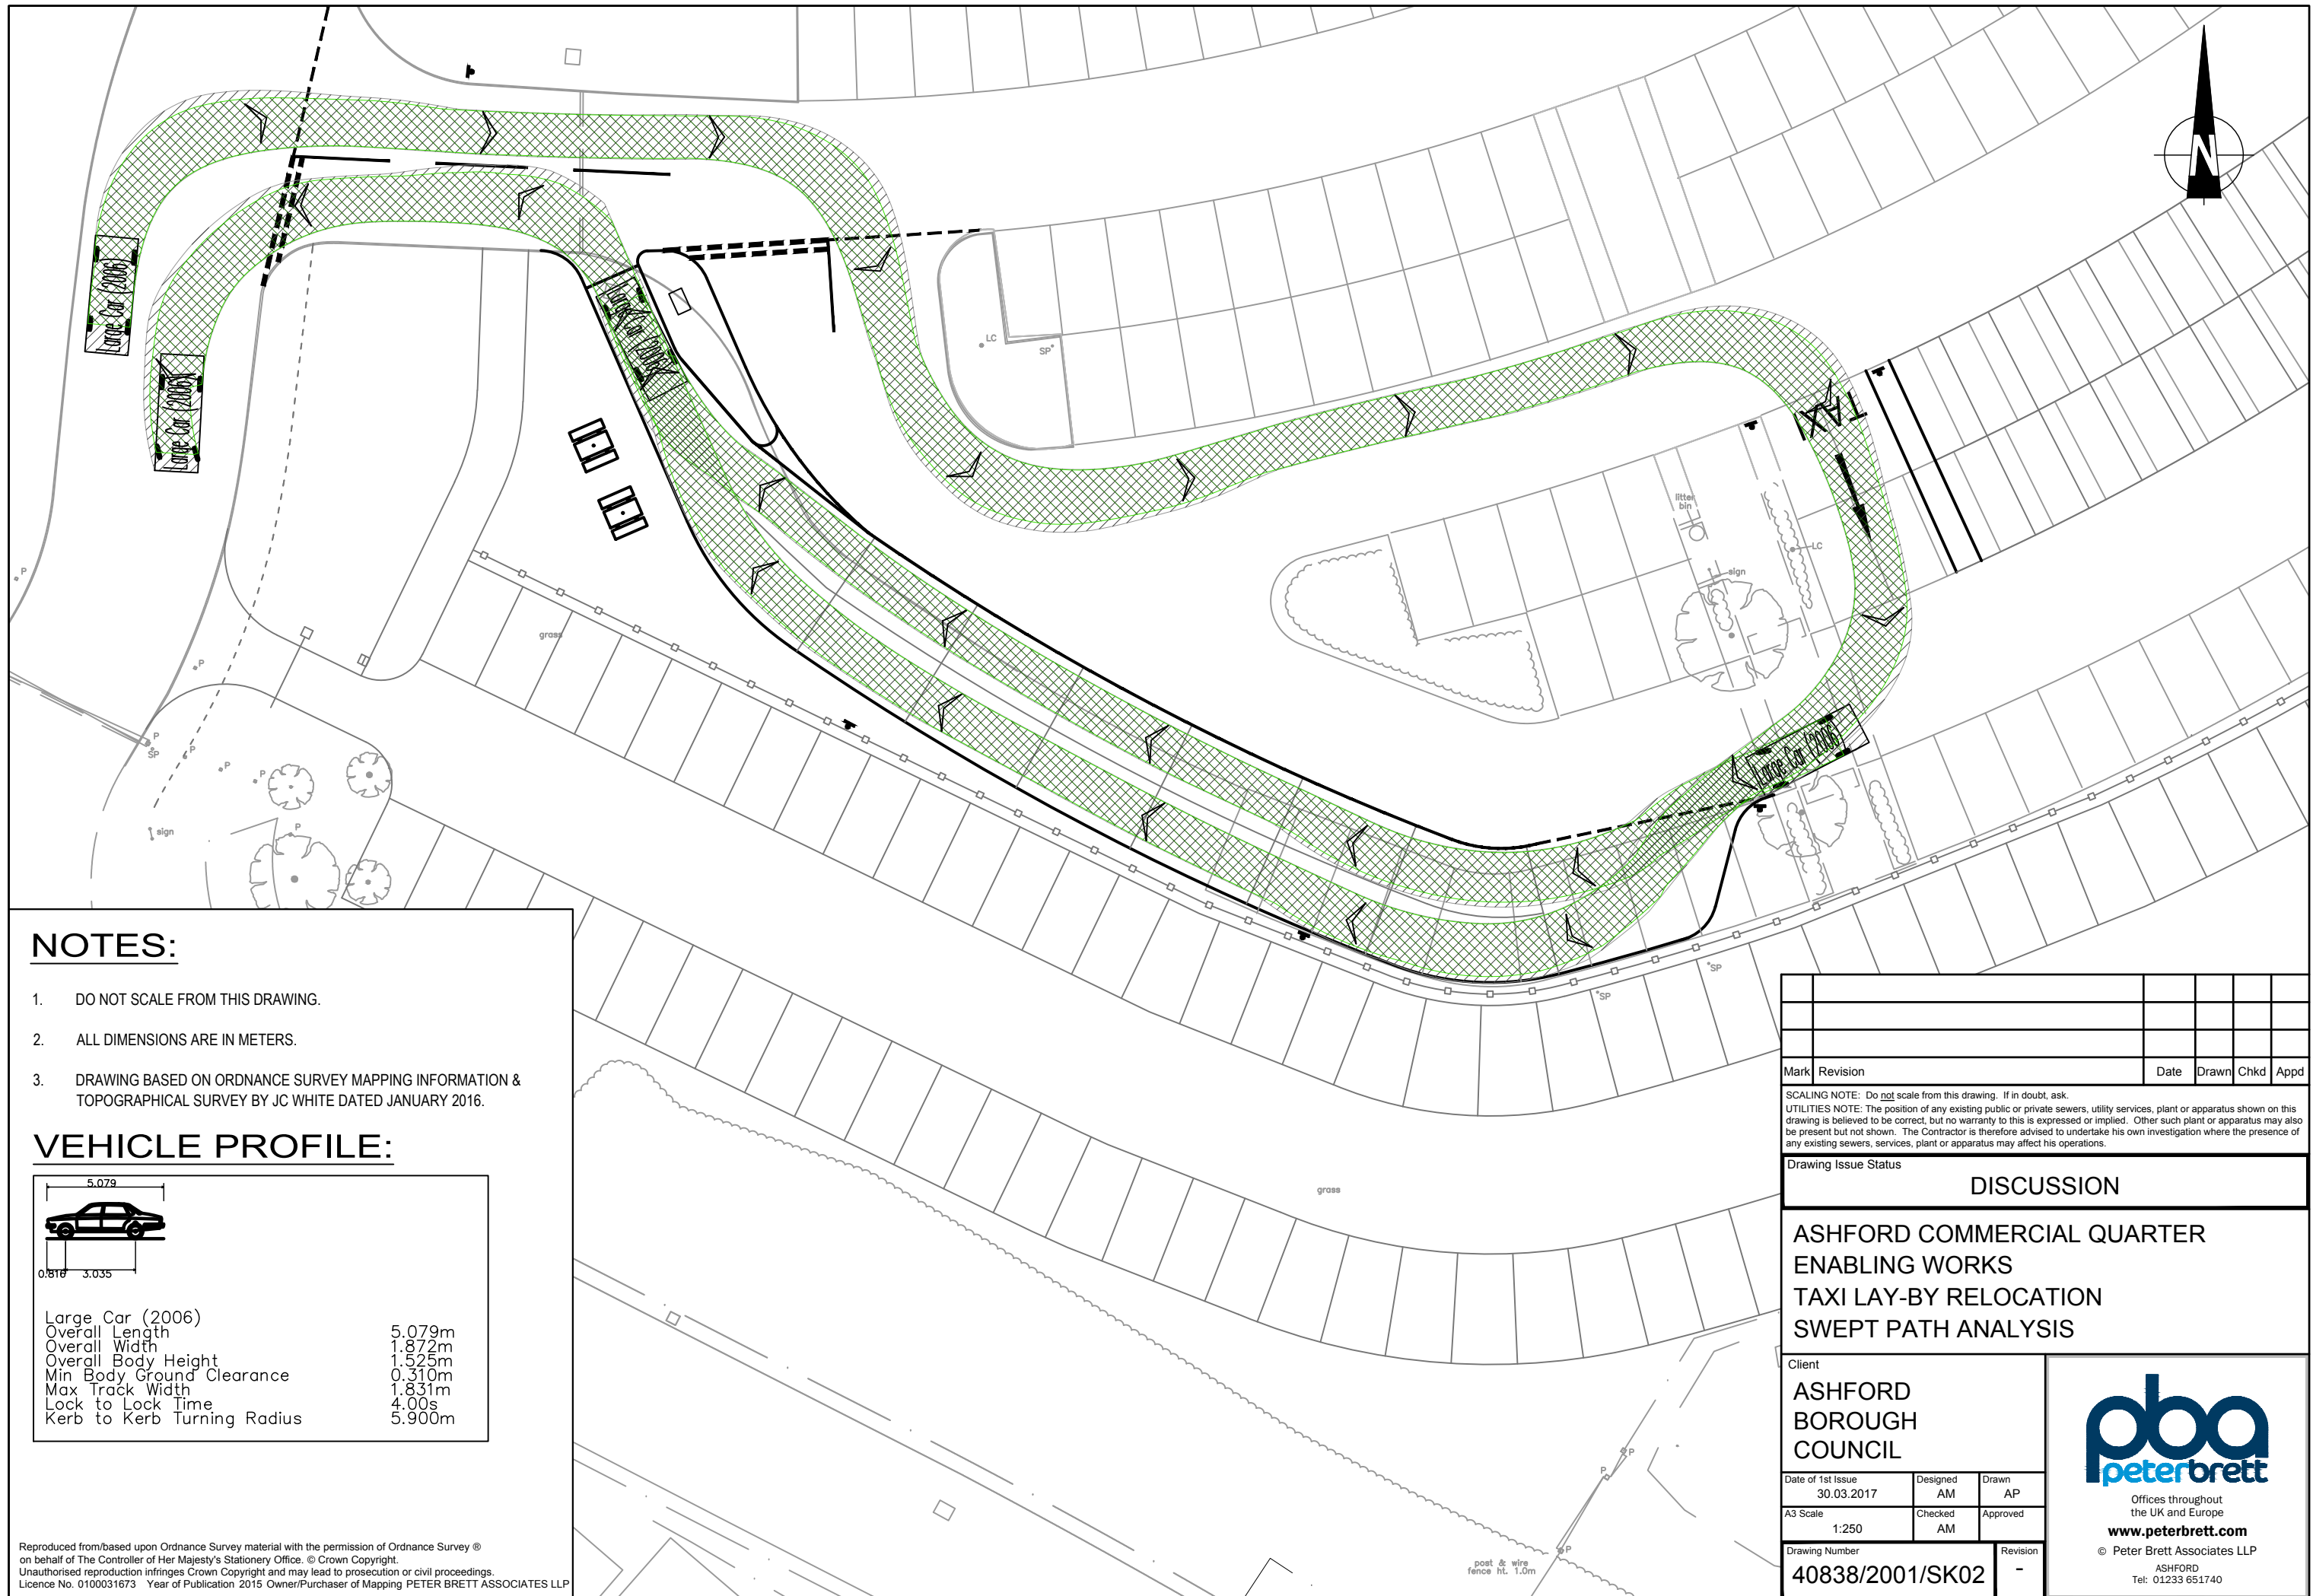 N
Large Car (2006)
Large Car (2006)
Large Car (2006)
LC
SP
TAXI
litter
bin
LC
sign
grass
Large Car (2006)
P
P
P
SP
P
P
P
sign
P
SP
SP
grass
P
P
P
post & wire
fence ht. 1.0m
NOTES:
1. DO NOT SCALE FROM THIS DRAWING.
2. ALL DIMENSIONS ARE IN METERS.
3. DRAWING BASED ON ORDNANCE SURVEY MAPPING INFORMATION &
TOPOGRAPHICAL SURVEY BY JC WHITE DATED JANUARY 2016.
VEHICLE PROFILE:
5.079
0.816 3.035
Large Car (2006)
Overall Length 5.079m
Overall Width 1.872m
Overall Body Height 1.525m
Min Body Ground Clearance 0.310m
Max Track Width 1.831m
Lock to Lock Time 4.00s
Kerb to Kerb Turning Radius 5.900m
Reproduced from/based upon Ordnance Survey material with the permission of Ordnance Survey ®
on behalf of The Controller of Her Majesty's Stationery Office. © Crown Copyright.
Unauthorised reproduction infringes Crown Copyright and may lead to prosecution or civil proceedings.
Licence No. 0100031673 Year of Publication 2015 Owner/Purchaser of Mapping PETER BRETT ASSOCIATES LLP
Mark Revision Date Drawn Chkd Appd
SCALING NOTE: Do not scale from this drawing. If in doubt, ask.
UTILITIES NOTE: The position of any existing public or private sewers, utility services, plant or apparatus shown on this
drawing is believed to be correct, but no warranty to this is expressed or implied. Other such plant or apparatus may also
be present but not shown. The Contractor is therefore advised to undertake his own investigation where the presence of
any existing sewers, services, plant or apparatus may affect his operations.
Drawing Issue Status
DISCUSSION
ASHFORD COMMERCIAL QUARTER
ENABLING WORKS
TAXI LAY-BY RELOCATION
SWEPT PATH ANALYSIS
Client
ASHFORD
BOROUGH
COUNCIL
Date of 1st Issue Designed Drawn
30.03.2017 AM AP
A3 Scale Checked Approved
1:250 AM
Drawing Number Revision
40838/2001/SK02 -
pba
peterbrett
Offices throughout
the UK and Europe
www.peterbrett.com
© Peter Brett Associates LLP
ASHFORD
Tel: 01233 651740